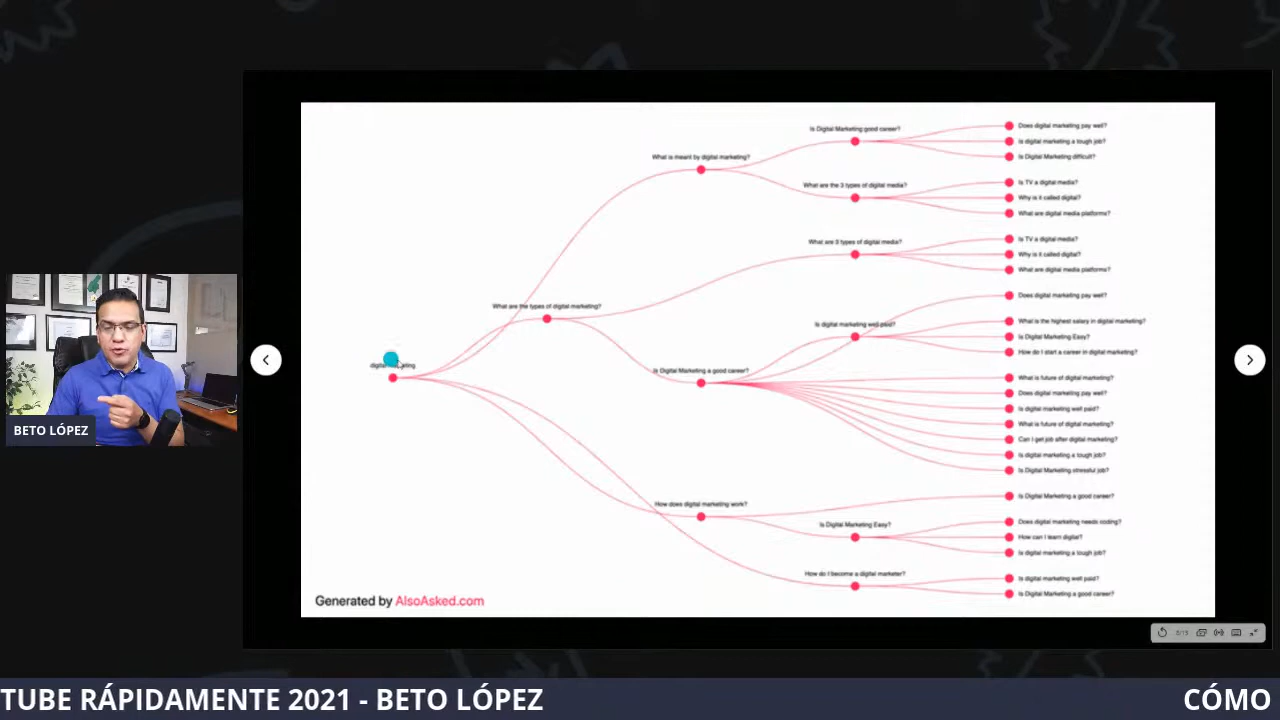 Is Digital Marketing good career?
Does digital marketing pay well?
Is digital marketing a tough job?
Is Digital Marketing difficult?
What is meant by digital marketing?
What are the 3 types of digital media?
Is TV a digital media?
Why is it called digital?
What are digital media platforms?
What are 3 types of digital media?
Is TV a digital media?
Why is it called digital?
What are digital media platforms?
Does digital marketing pay well?
What are the types of digital marketing?
Is digital marketing well paid?
What is the highest salary in digital marketing?
Is Digital Marketing Easy?
How do I start a career in digital marketing?
digital marketing
Is Digital Marketing a good career?
What is future of digital marketing?
Does digital marketing pay well?
Is digital marketing well paid?
What is future of digital marketing?
Can I get job after digital marketing?
Is digital marketing a tough job?
Is Digital Marketing stressful job?
BETO LÓPEZ
How does digital marketing work?
Is Digital Marketing a good career?
Is Digital Marketing Easy?
Does digital marketing needs coding?
How can I learn digital?
Is digital marketing a tough job?
How do I become a digital marketer?
Is digital marketing well paid?
Is Digital Marketing a good career?
Generated by AlsoAsked.com
TUBE RÁPIDAMENTE 2021 - BETO LÓPEZ
CÓMO